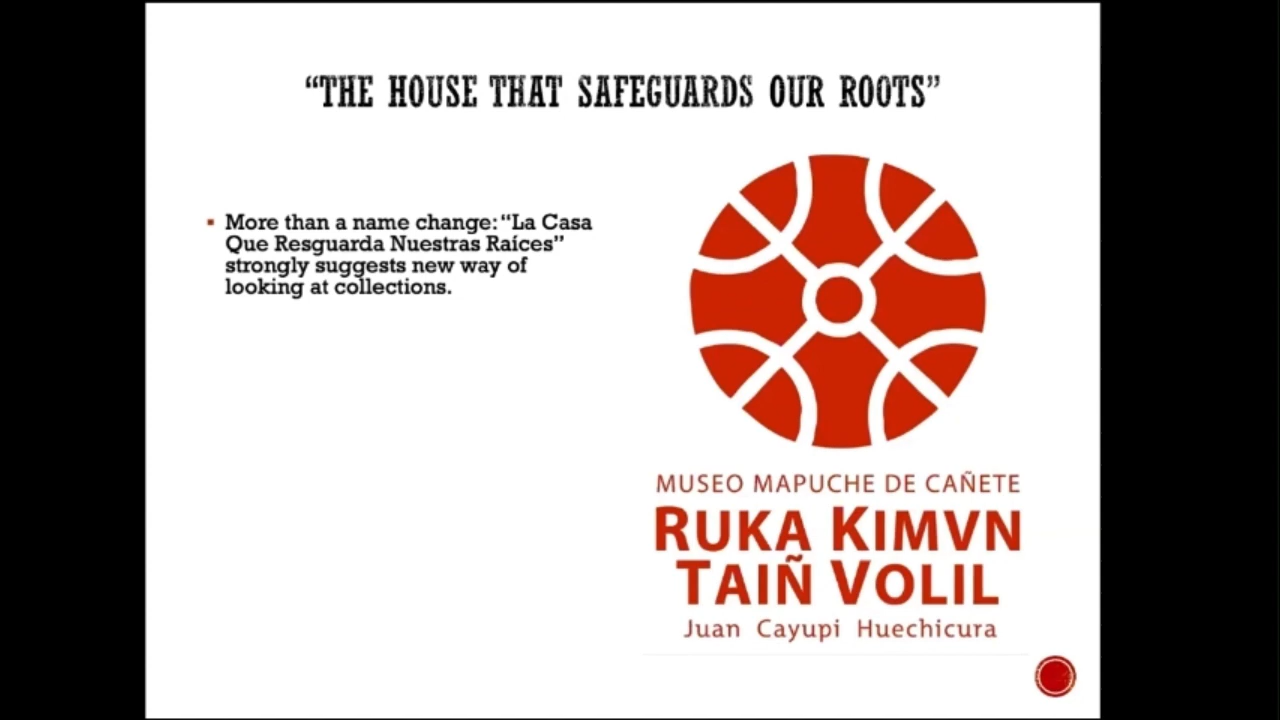 “THE HOUSE THAT SAFEGUARDS OUR ROOTS”
▪ More than a name change: “La Casa
Que Resguarda Nuestras Raíces”
strongly suggests new way of
looking at collections.
MUSEO MAPUCHE DE CAÑETE
RUKA KIMVN
TAIÑ VOLIL
Juan Cayupi Huechicura